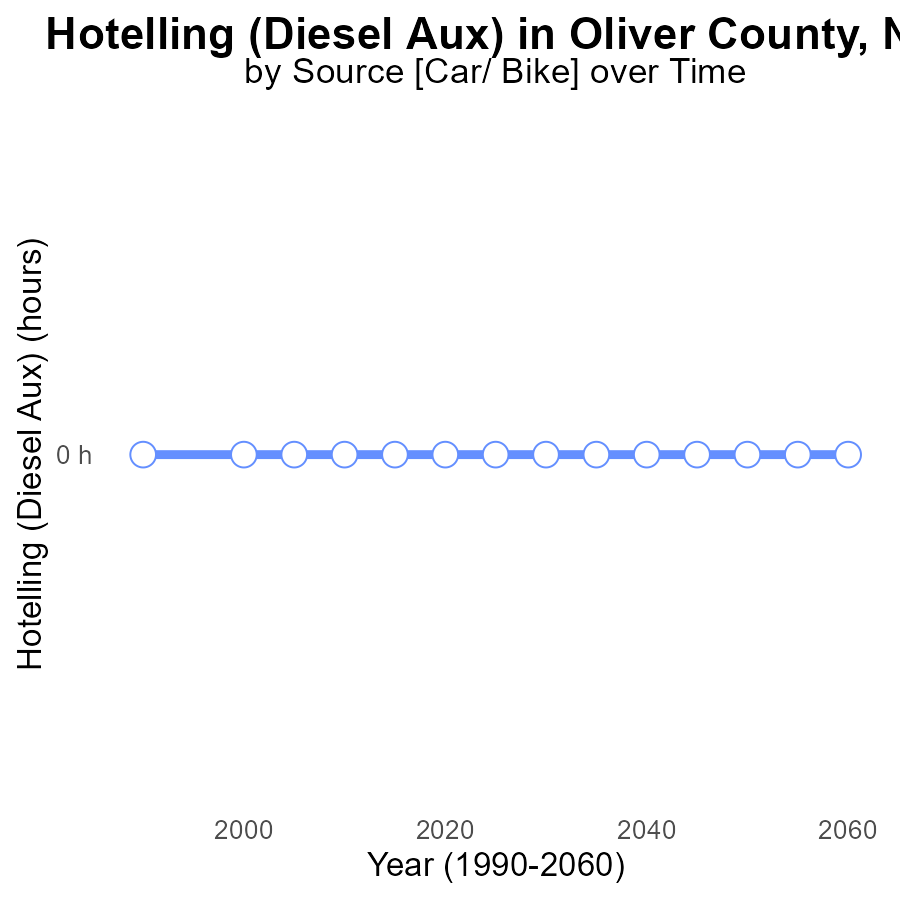 Hotelling (Diesel Aux) in Oliver County, N
by Source [Car/ Bike] over Time
Hotelling (Diesel Aux) (hours)
0 h
2000 2020 2040 2060
Year (1990-2060)